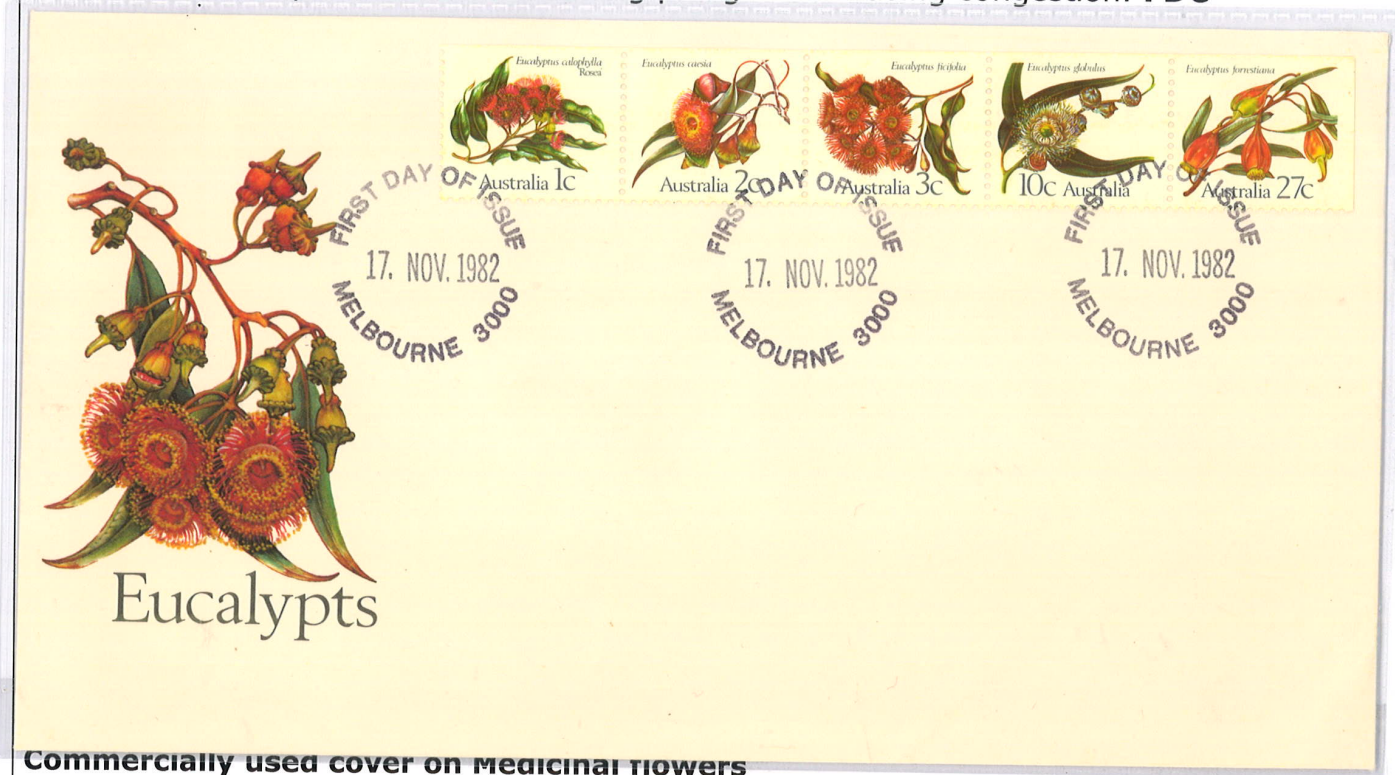 congestion. FDC
Eucalyptus calophylla
Rosea
Australia 1c
Eucalyptus caesia
Australia 2c
Eucalyptus ficifolia
Australia 3c
Eucalyptus globulus
10c Australia
Eucalyptus forrestiana
Australia 27c
FIRST DAY OF ISSUE
17. NOV. 1982
MELBOURNE 3000
FIRST DAY OF ISSUE
17. NOV. 1982
MELBOURNE 3000
FIRST DAY OF ISSUE
17. NOV. 1982
MELBOURNE 3000
Eucalypts
Commercially used cover on Medicinal flowers